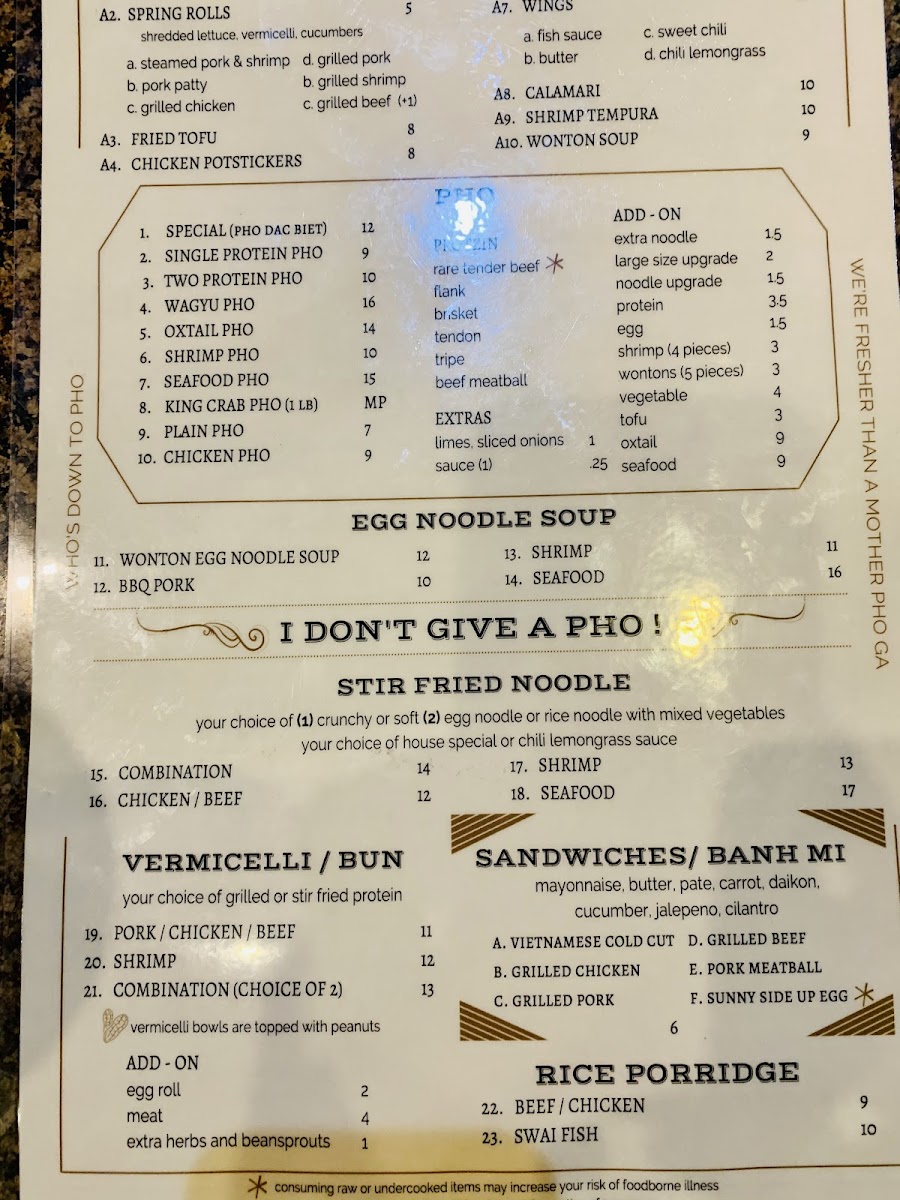 A2. SPRING ROLLS 5
shredded lettuce, vermicelli, cucumbers
a. steamed pork & shrimp d. grilled pork
b. pork patty b. grilled shrimp
c. grilled chicken c. grilled beef (+1)
A3. FRIED TOFU 8
A4. CHICKEN POTSTICKERS 8
A7. WINGS
a. fish sauce c. sweet chili
b. butter d. chili lemongrass
A8. CALAMARI 10
A9. SHRIMP TEMPURA 10
A10. WONTON SOUP 9
PHO
1. SPECIAL (PHO DAC BIET) 12
2. SINGLE PROTEIN PHO 9
3. TWO PROTEIN PHO 10
4. WAGYU PHO 16
5. OXTAIL PHO 14
6. SHRIMP PHO 10
7. SEAFOOD PHO 15
8. KING CRAB PHO (1 LB) MP
9. PLAIN PHO 7
10. CHICKEN PHO 9
PROTEIN
rare tender beef *
flank
brisket
tendon
tripe
beef meatball
EXTRAS
limes, sliced onions 1
sauce (1) .25
ADD - ON
extra noodle 1.5
large size upgrade 2
noodle upgrade 1.5
protein 3.5
egg 1.5
shrimp (4 pieces) 3
wontons (5 pieces) 3
vegetable 4
tofu 3
oxtail 9
seafood 9
WHO'S DOWN TO PHO
WE'RE FRESHER THAN A MOTHER PHO GA
EGG NOODLE SOUP
11. WONTON EGG NOODLE SOUP 12
12. BBQ PORK 10
13. SHRIMP 11
14. SEAFOOD 16
I DON'T GIVE A PHO !
STIR FRIED NOODLE
your choice of (1) crunchy or soft (2) egg noodle or rice noodle with mixed vegetables
your choice of house special or chili lemongrass sauce
15. COMBINATION 14
16. CHICKEN / BEEF 12
17. SHRIMP 13
18. SEAFOOD 17
VERMICELLI / BUN
your choice of grilled or stir fried protein
19. PORK / CHICKEN / BEEF 11
20. SHRIMP 12
21. COMBINATION (CHOICE OF 2) 13
vermicelli bowls are topped with peanuts
ADD - ON
egg roll 2
meat 4
extra herbs and beansprouts 1
SANDWICHES/ BANH MI
mayonnaise, butter, pate, carrot, daikon,
cucumber, jalepeno, cilantro
A. VIETNAMESE COLD CUT D. GRILLED BEEF
B. GRILLED CHICKEN E. PORK MEATBALL
C. GRILLED PORK F. SUNNY SIDE UP EGG *
6
RICE PORRIDGE
22. BEEF / CHICKEN 9
23. SWAI FISH 10
* consuming raw or undercooked items may increase your risk of foodborne illness